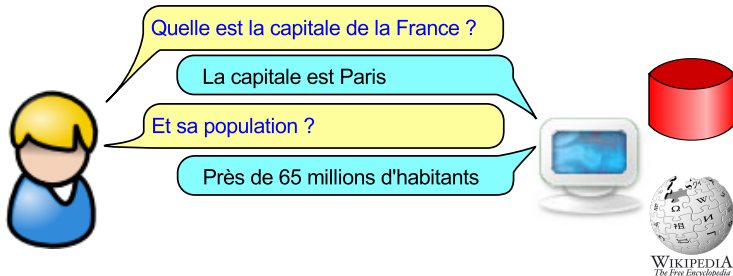 Quelle est la capitale de la France ?
La capitale est Paris
Et sa population ?
Près de 65 millions d'habitants
Ω W И 祖
WIKIPEDIA
The Free Encyclopedia